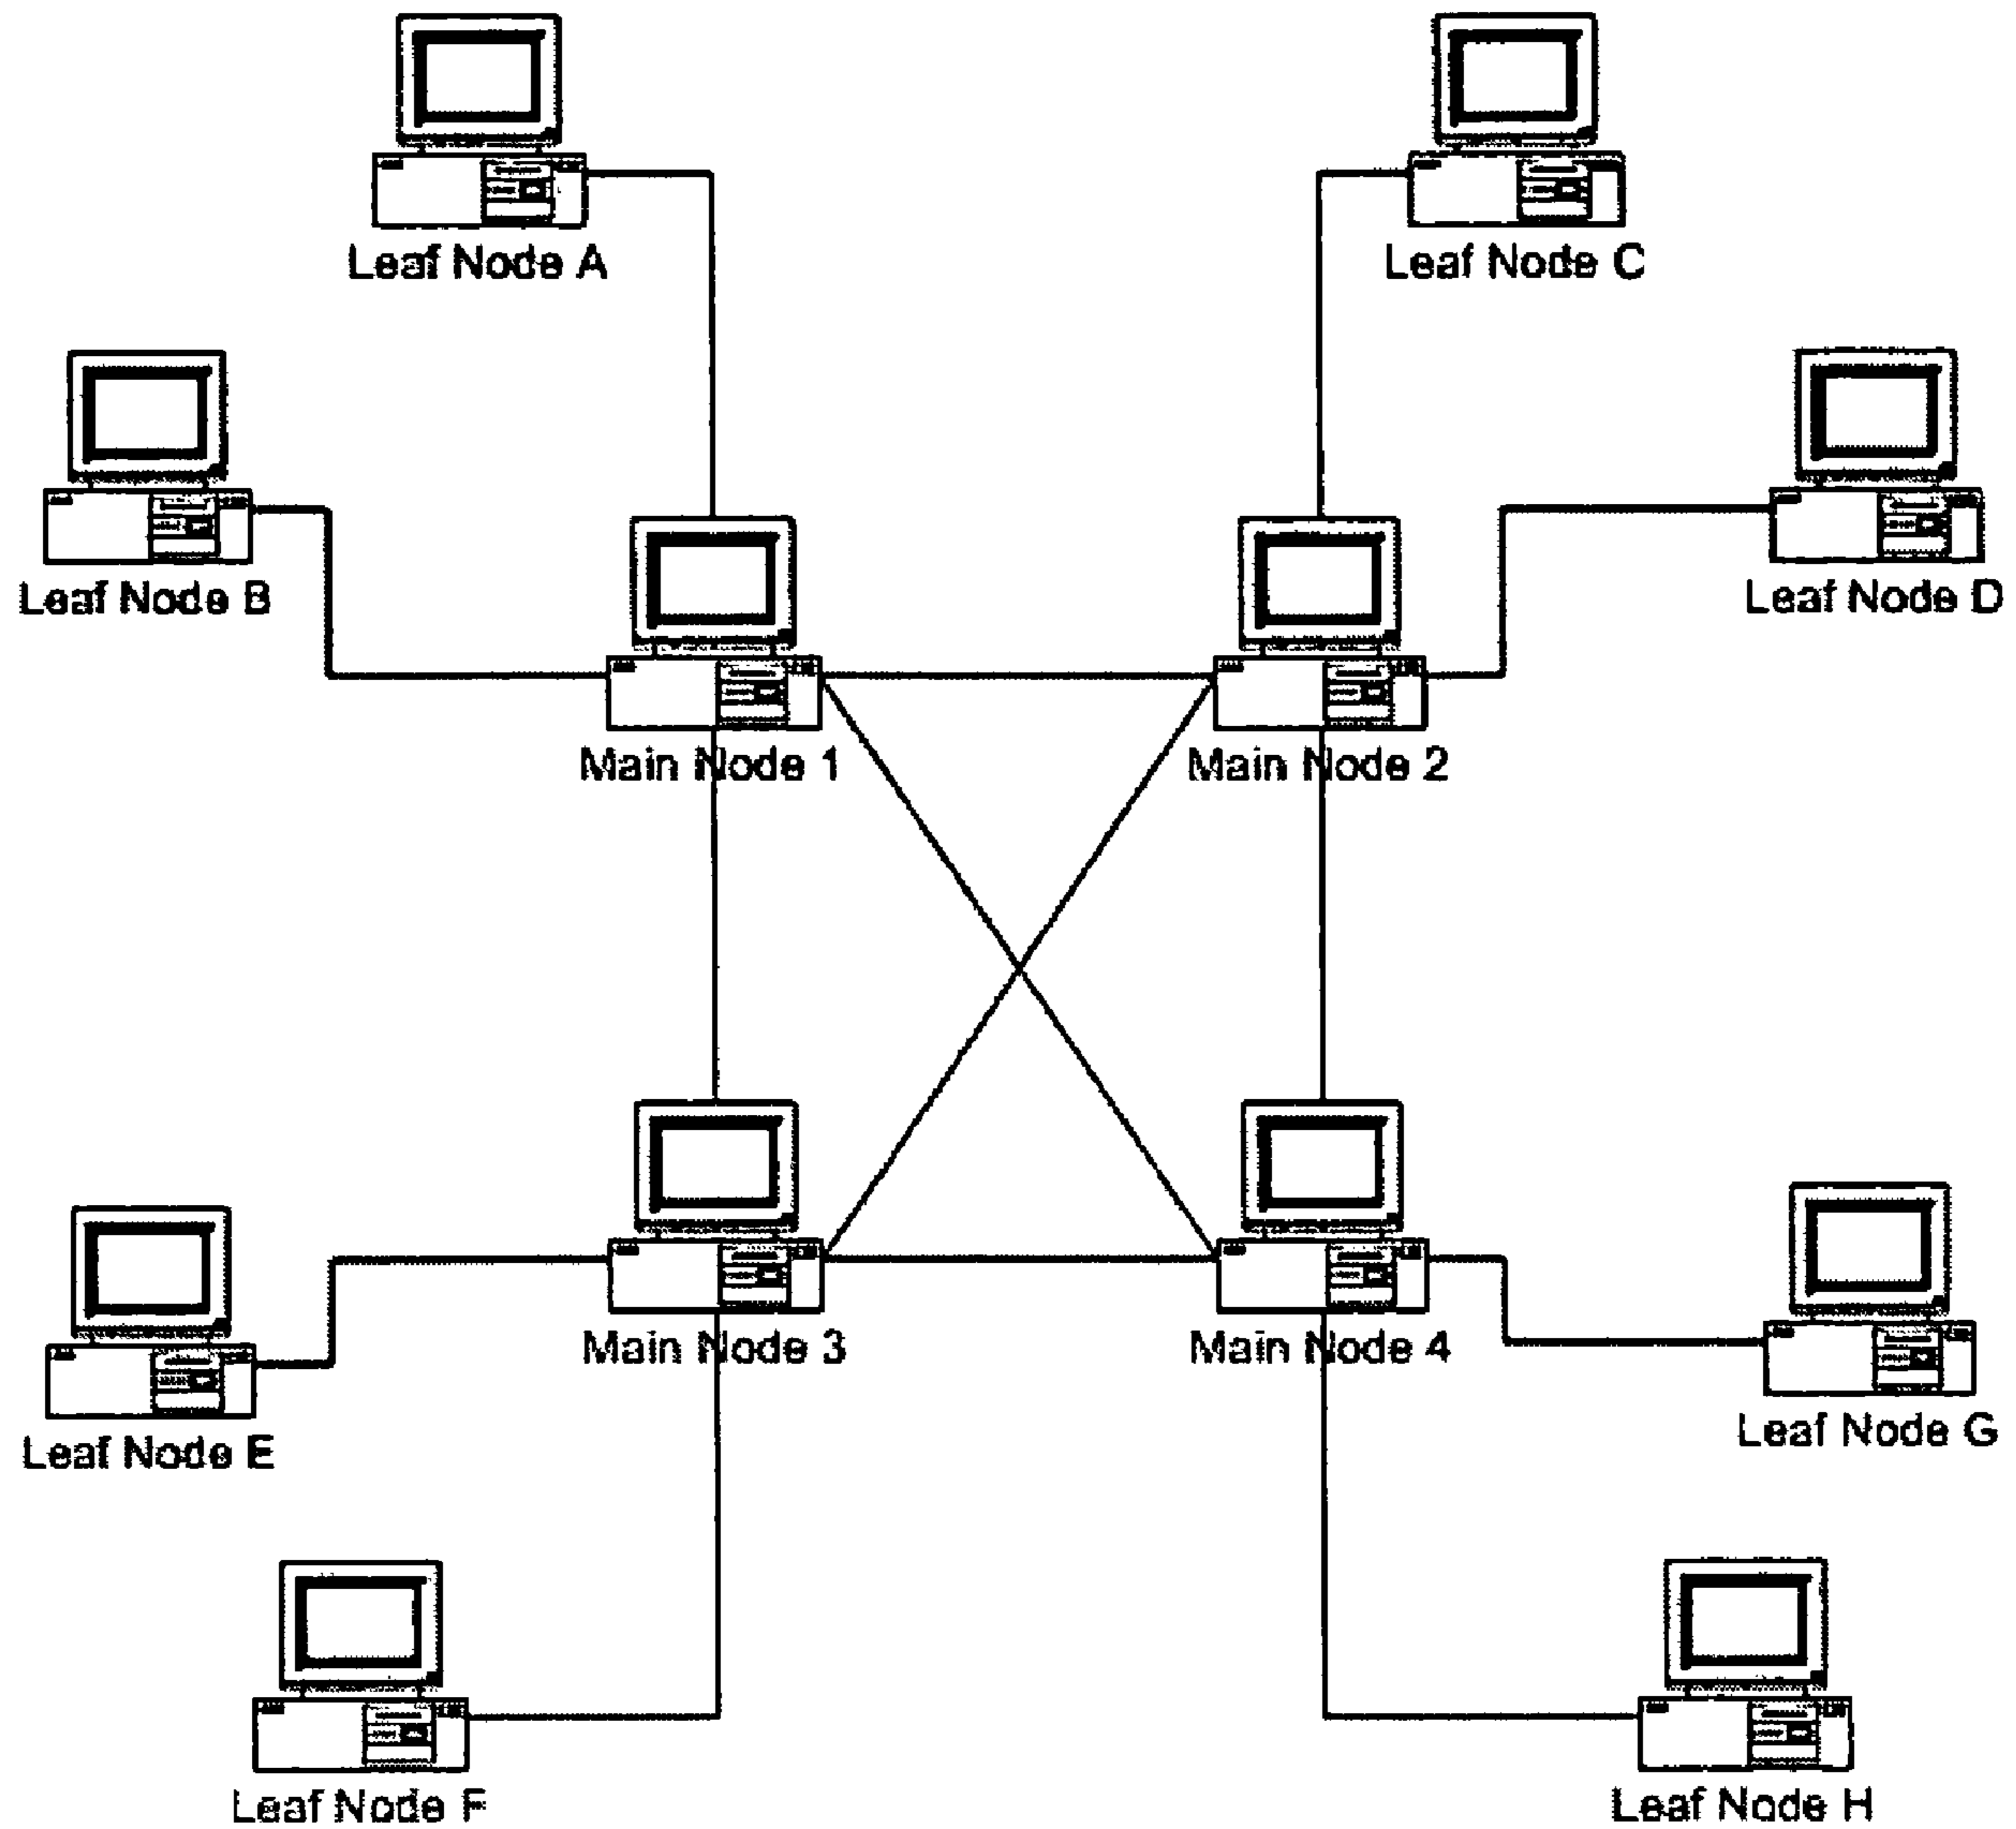 Leaf Node A
Leaf Node C
Leaf Node B
Leaf Node D
Main Node 1
Main Node 2
Main Node 3
Main Node 4
Leaf Node E
Leaf Node G
Leaf Node F
Leaf Node H